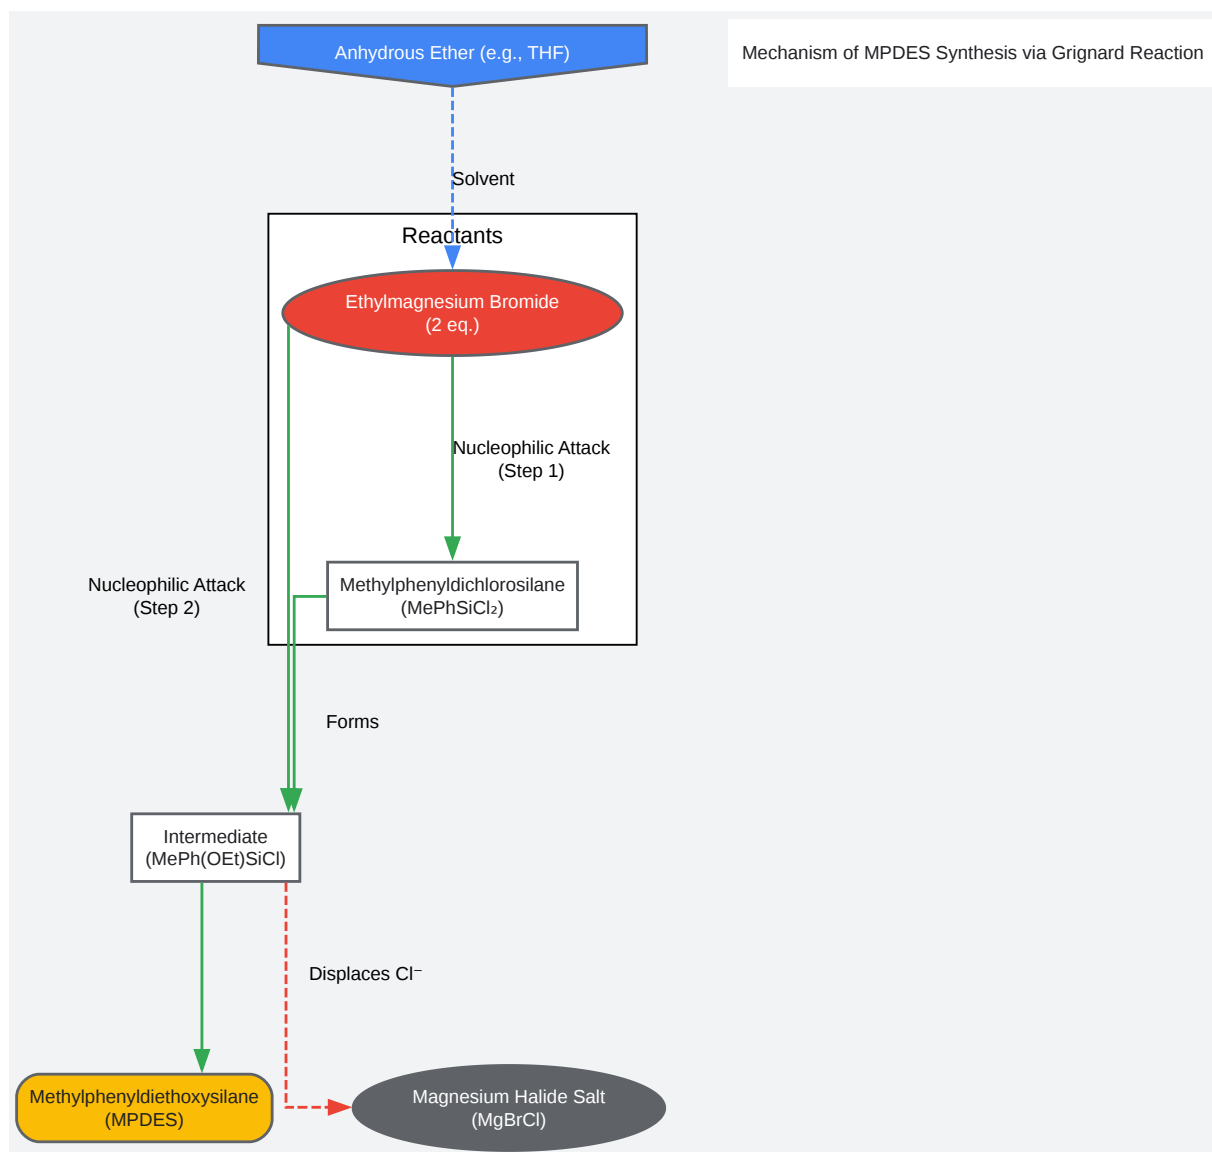 Anhydrous Ether (e.g., THF)
Mechanism of MPDES Synthesis via Grignard Reaction
Solvent
Reactants
Ethylmagnesium Bromide
(2 eq.)
Nucleophilic Attack
(Step 1)
Methylphenyldichlorosilane
(MePhSiCl₂)
Nucleophilic Attack
(Step 2)
Forms
Intermediate
(MePh(OEt)SiCl)
Displaces Cl⁻
Methylphenyldiethoxysilane
(MPDES)
Magnesium Halide Salt
(MgBrCl)